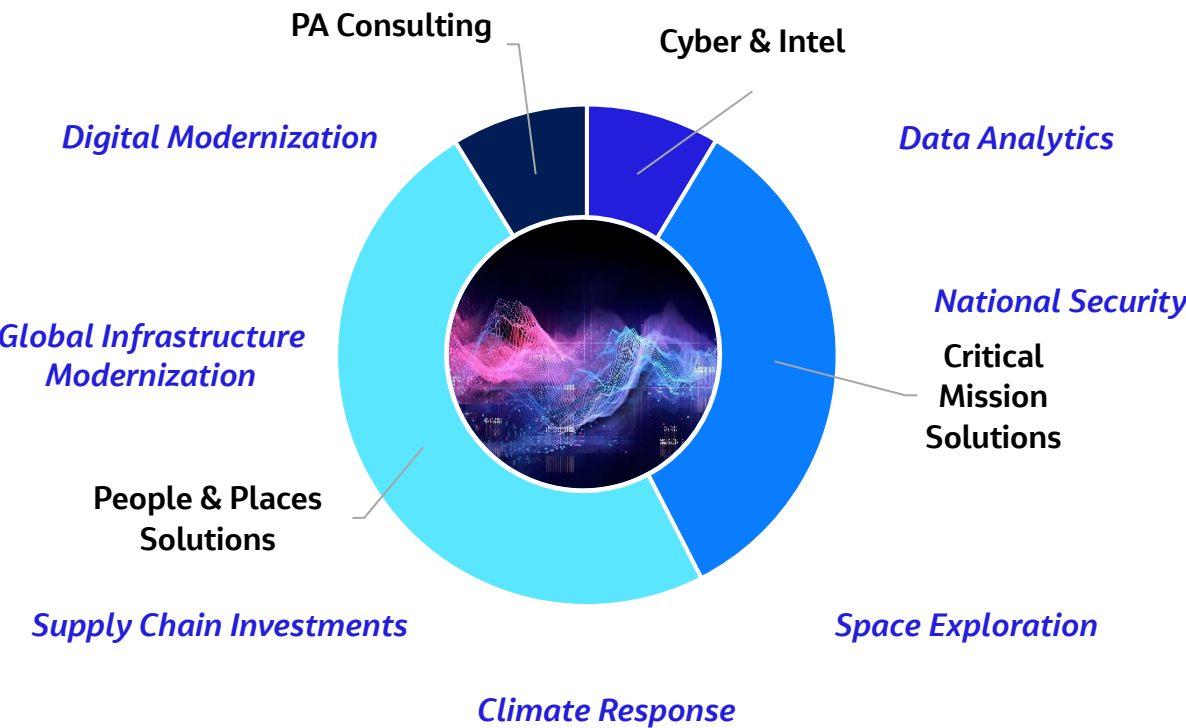 PA Consulting
Cyber & Intel
Digital Modernization
Data Analytics
National Security
Global Infrastructure
Modernization
Critical
Mission
Solutions
People & Places
Solutions
Supply Chain Investments
Space Exploration
Climate Response